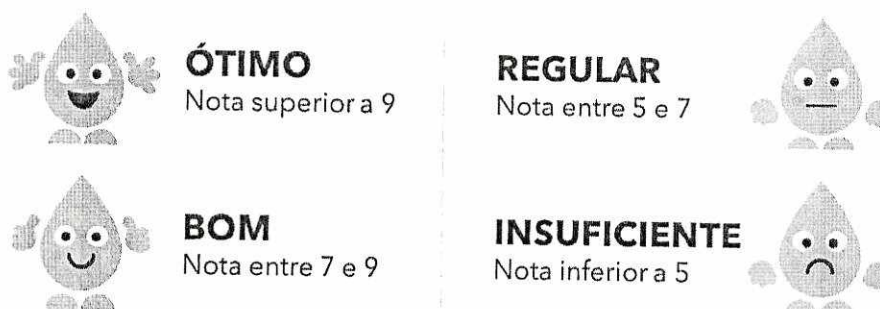 ÓTIMO
Nota superior a 9
BOM
Nota entre 7 e 9
REGULAR
Nota entre 5 e 7
INSUFICIENTE
Nota inferior a 5